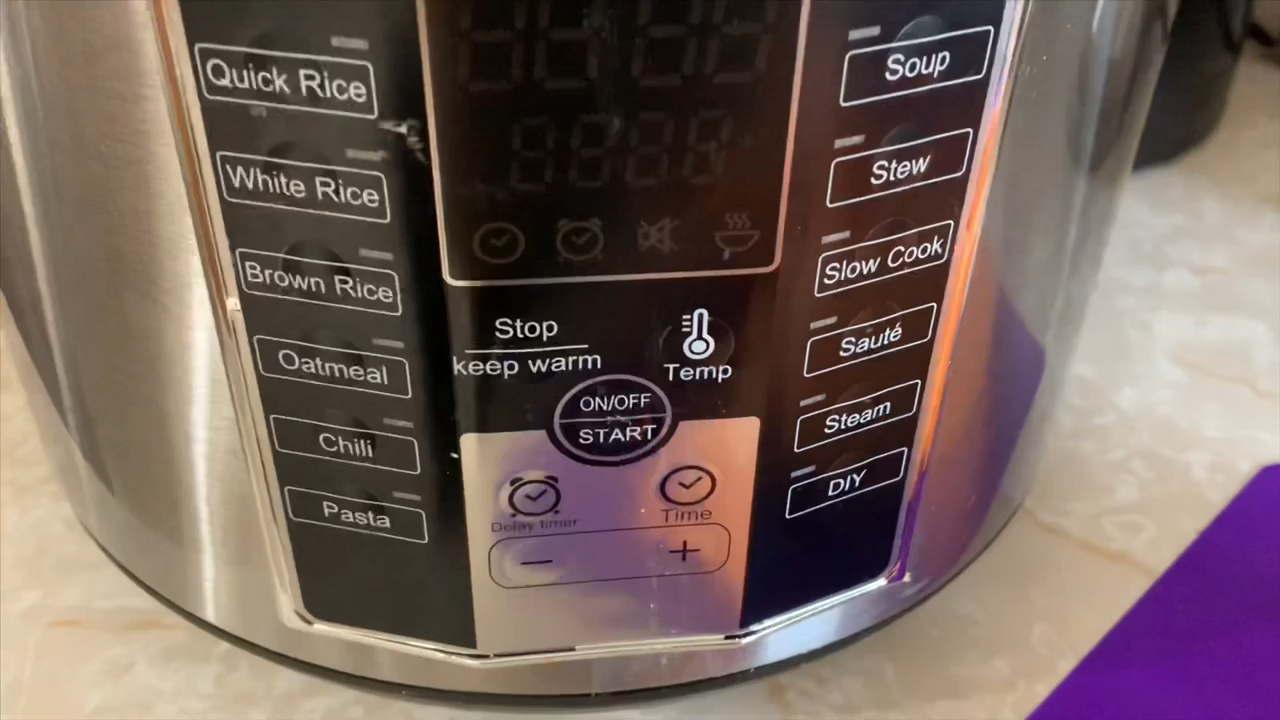 Quick Rice
White Rice
Brown Rice
Oatmeal
Chili
Pasta
Stop
keep warm
Temp
ON/OFF
START
Delay timer
Time
− +
Soup
Stew
Slow Cook
Sauté
Steam
DIY